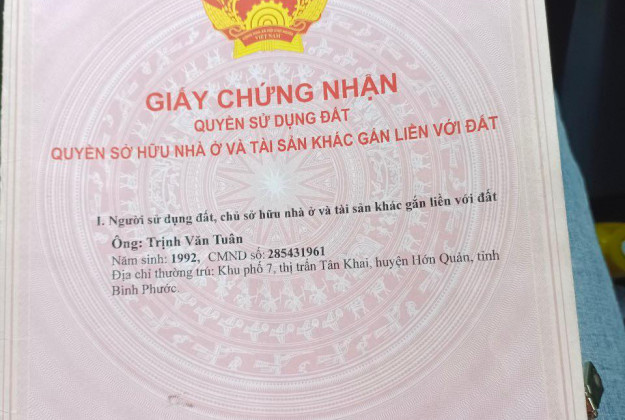 VIỆT NAM
GIẤY CHỨNG NHẬN
QUYỀN SỬ DỤNG ĐẤT
QUYỀN SỞ HỮU NHÀ Ở VÀ TÀI SẢN KHÁC GẮN LIỀN VỚI ĐẤT
I. Người sử dụng đất, chủ sở hữu nhà ở và tài sản khác gắn liền với đất
Ông: Trịnh Văn Tuân
Năm sinh: 1992, CMND số: 285431961
Địa chỉ thường trú: Khu phố 7, thị trấn Tân Khai, huyện Hớn Quản, tỉnh
Bình Phước